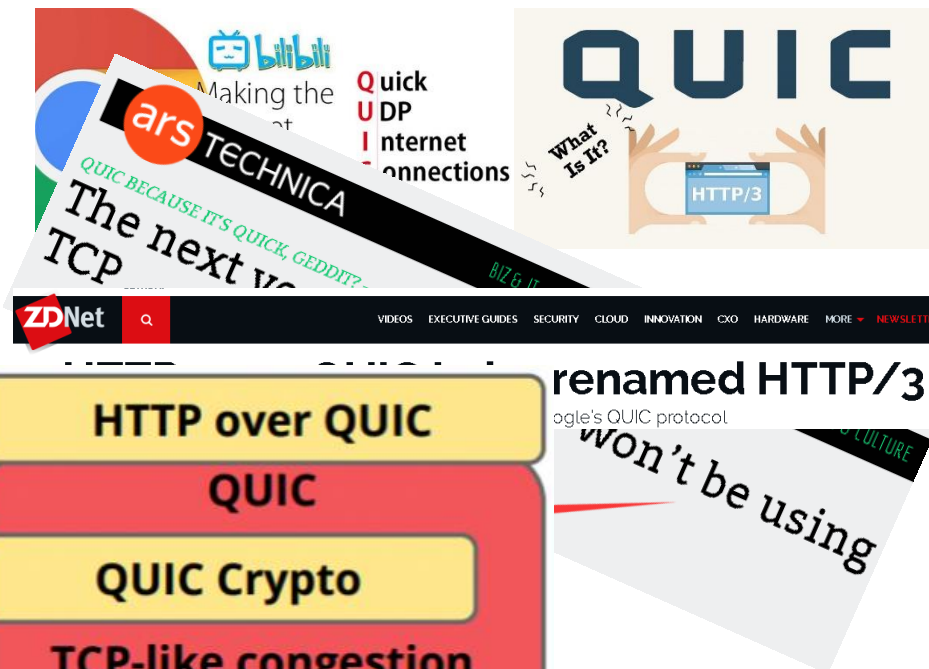 bilibili
Making the
Quick
UDP
Internet
onnections
QUIC
What
Is It?
HTTP/3
ars TECHNICA
BIZ & IT
QUIC BECAUSE IT'S QUICK, GEDDIT? -
The next
TCP
ZDNet
VIDEOS EXECUTIVE GUIDES SECURITY CLOUD INNOVATION CXO HARDWARE MORE NEWSLETT
renamed HTTP/3
ogle's QUIC protocol
CULTURE
won't be using
HTTP over QUIC
QUIC
QUIC Crypto
TCP-like congestion